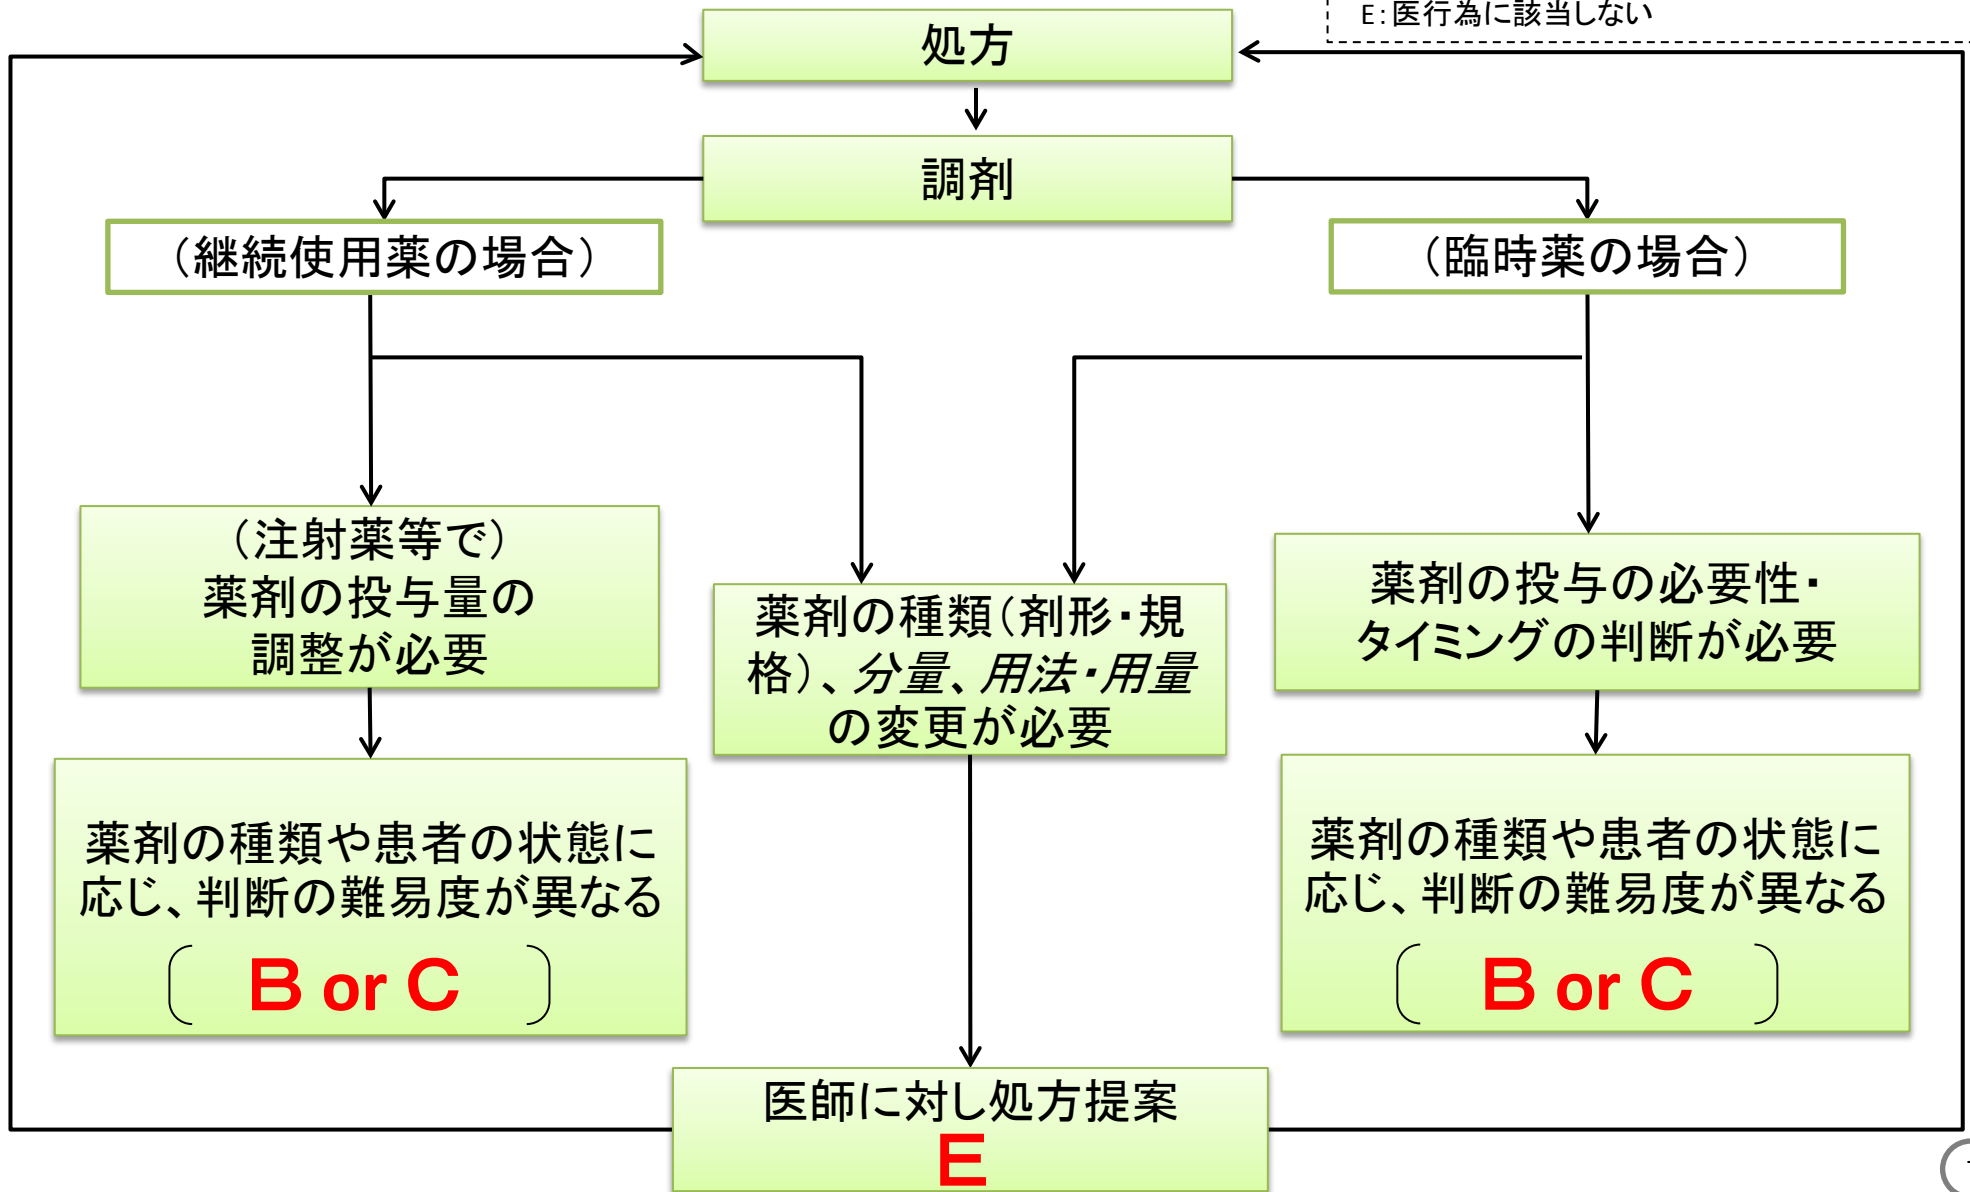 E:医行為に該当しない
処方
調剤
（継続使用薬の場合）
（臨時薬の場合）
（注射薬等で）
薬剤の投与量の
調整が必要
薬剤の種類（剤形・規
格）、分量、用法・用量
の変更が必要
薬剤の投与の必要性・
タイミングの判断が必要
薬剤の種類や患者の状態に
応じ、判断の難易度が異なる
B or C
薬剤の種類や患者の状態に
応じ、判断の難易度が異なる
B or C
医師に対し処方提案
E